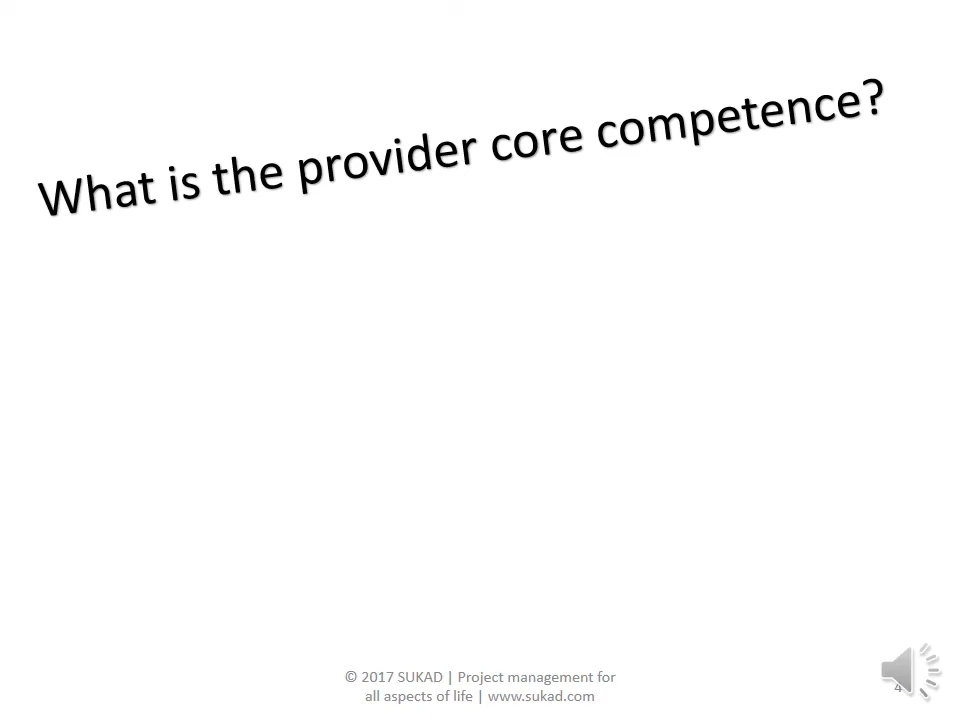 What is the provider core competence?
© 2017 SUKAD | Project management for
all aspects of life | www.sukad.com
4